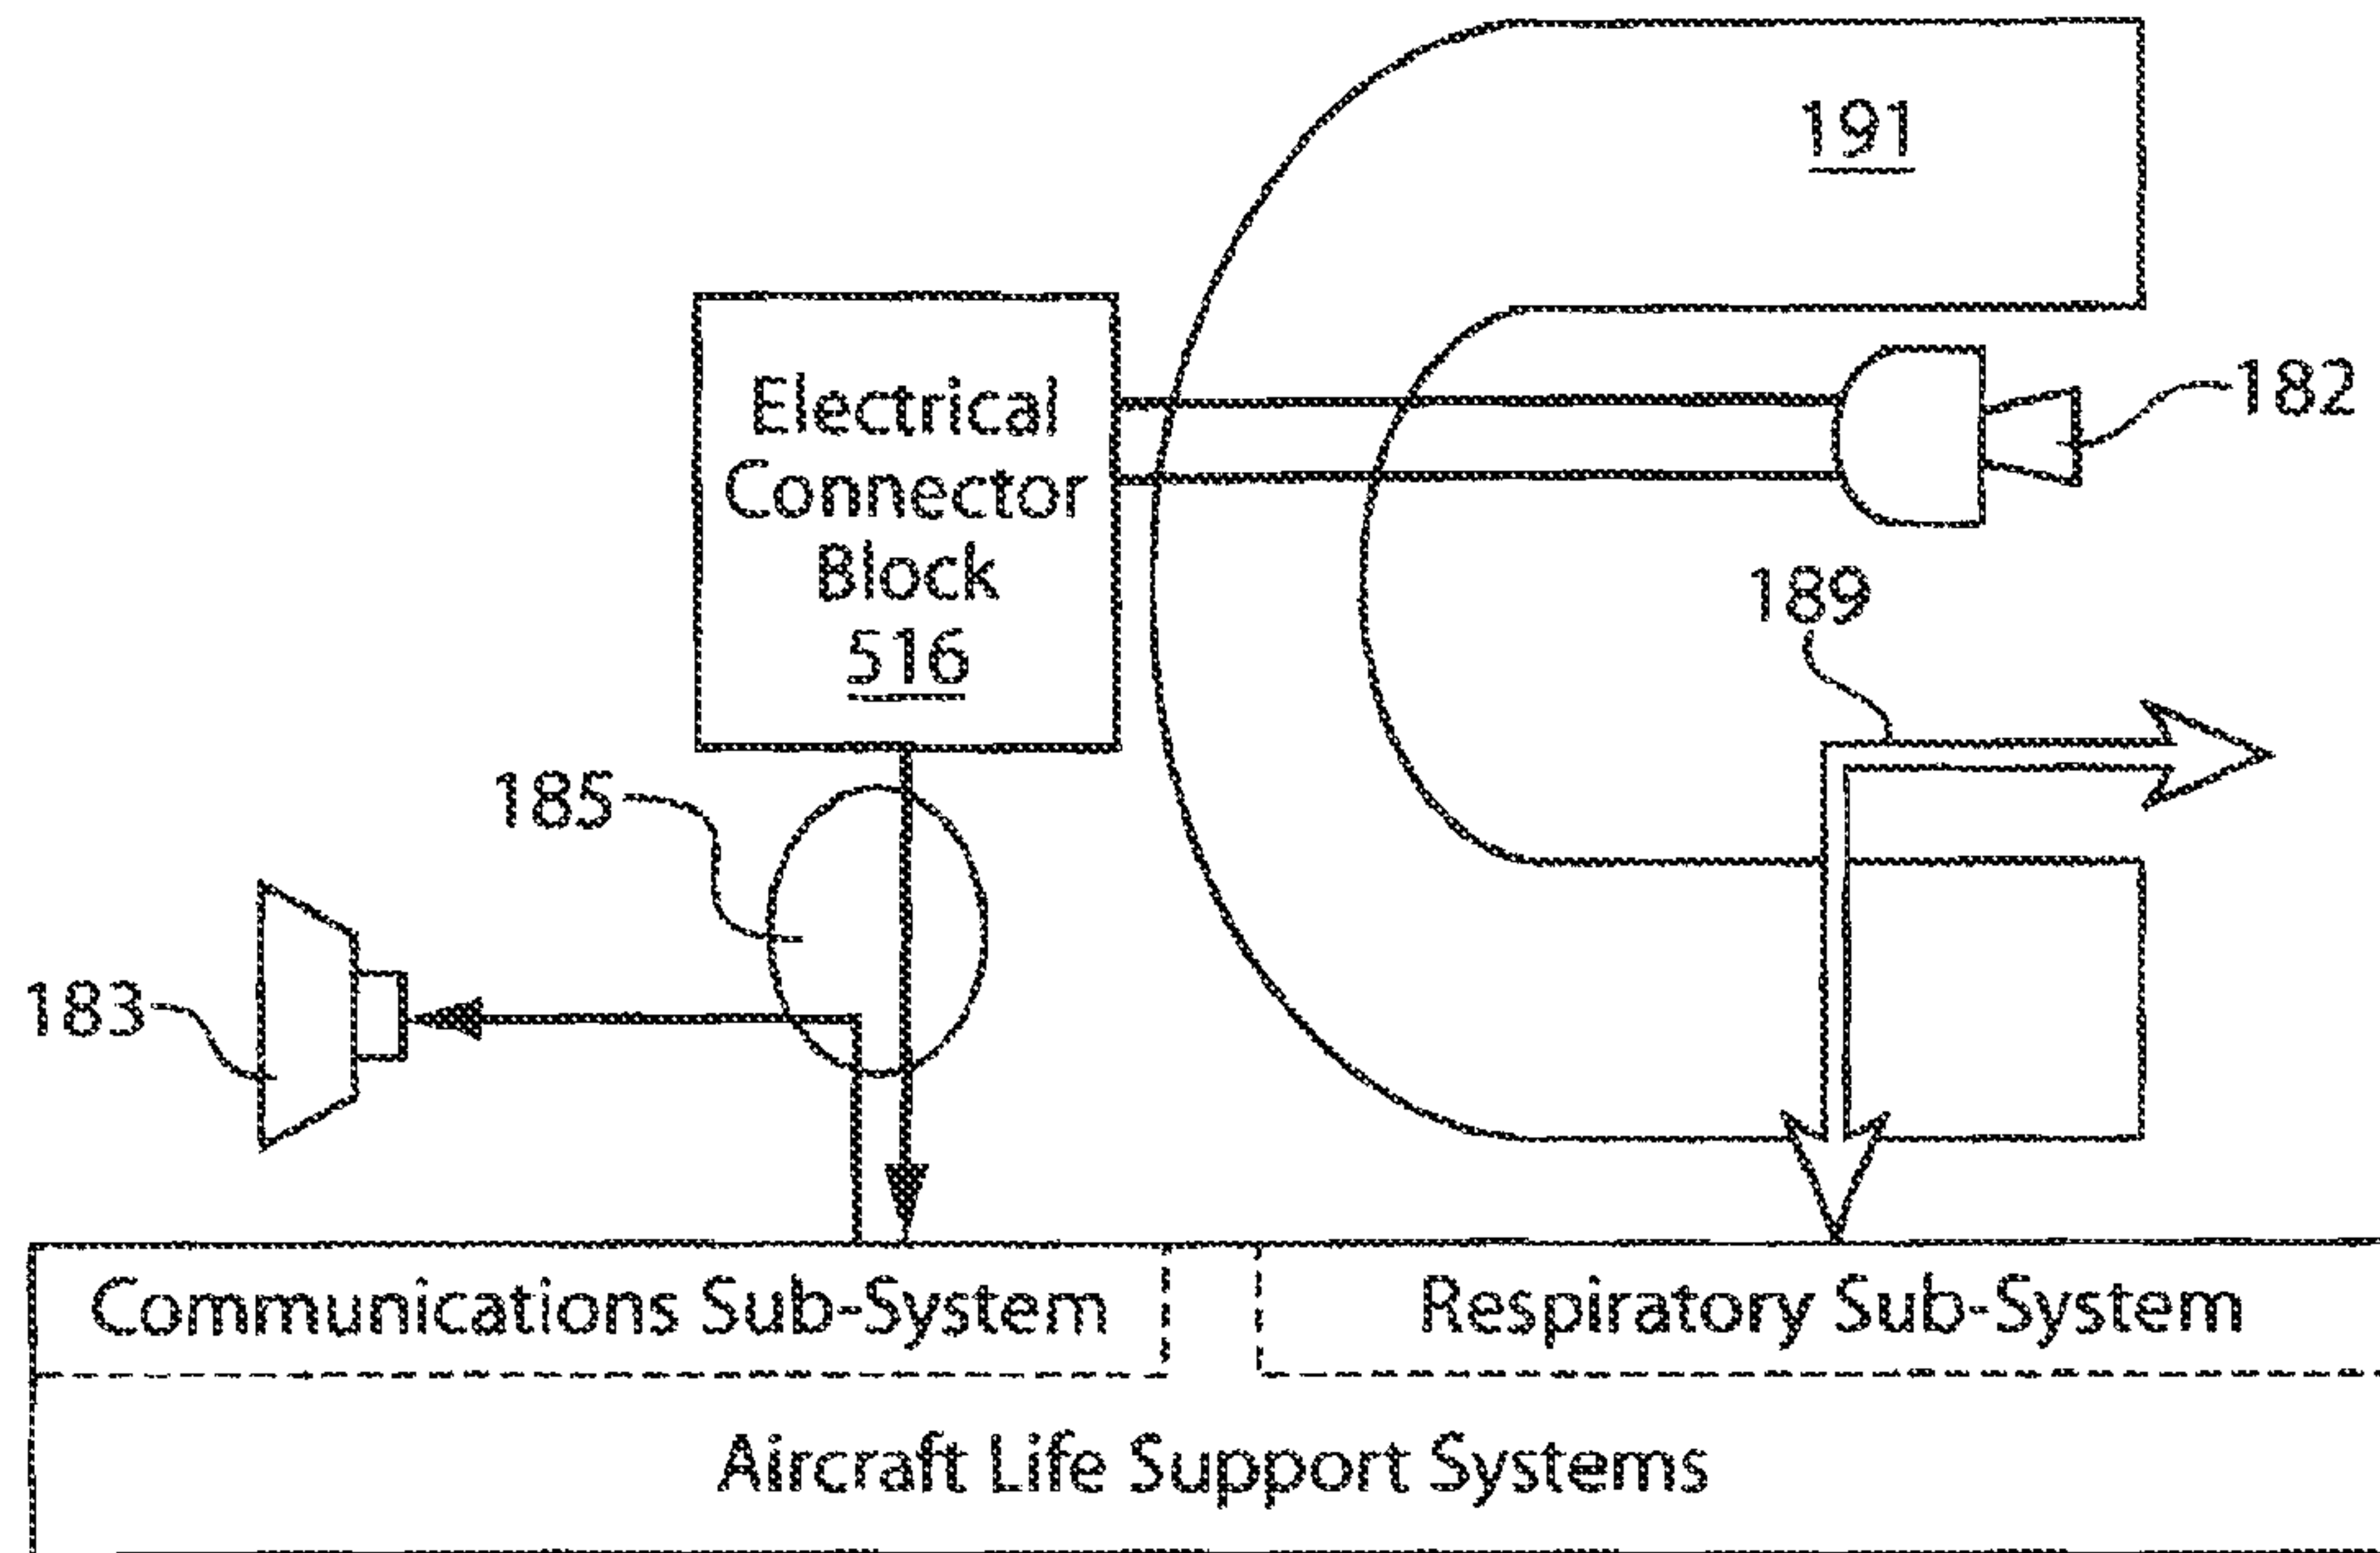 191
Electrical
Connector
Block
516
182
189
185
183
Communications Sub-System
Respiratory Sub-System
Aircraft Life Support Systems